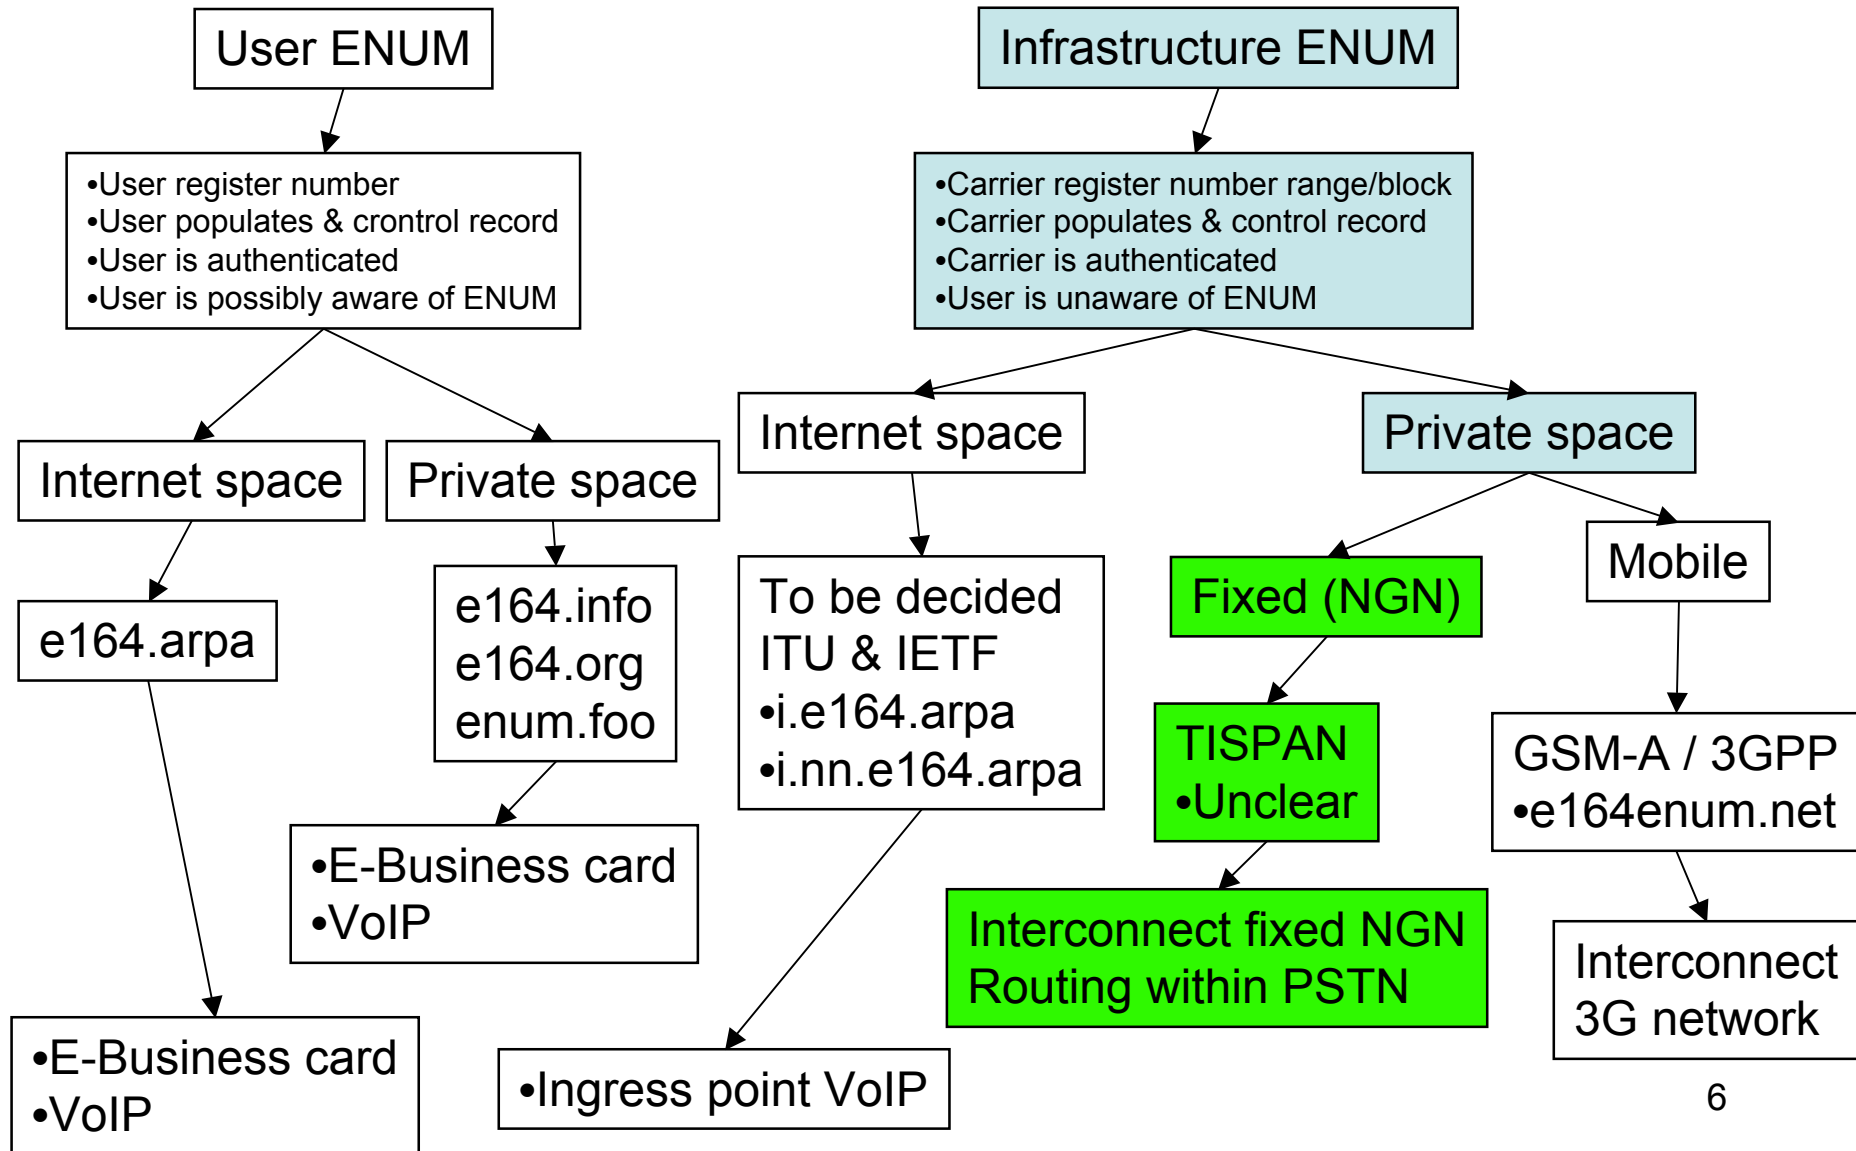 User ENUM
Infrastructure ENUM
•User register number
•User populates & crontrol record
•User is authenticated
•User is possibly aware of ENUM
•Carrier register number range/block
•Carrier populates & control record
•Carrier is authenticated
•User is unaware of ENUM
Internet space
Private space
Internet space
Private space
e164.arpa
e164.info
e164.org
enum.foo
To be decided
ITU & IETF
•i.e164.arpa
•i.nn.e164.arpa
Fixed (NGN)
Mobile
TISPAN
•Unclear
GSM-A / 3GPP
•e164enum.net
•E-Business card
•VoIP
Interconnect fixed NGN
Routing within PSTN
Interconnect
3G network
•E-Business card
•VoIP
•Ingress point VoIP
6